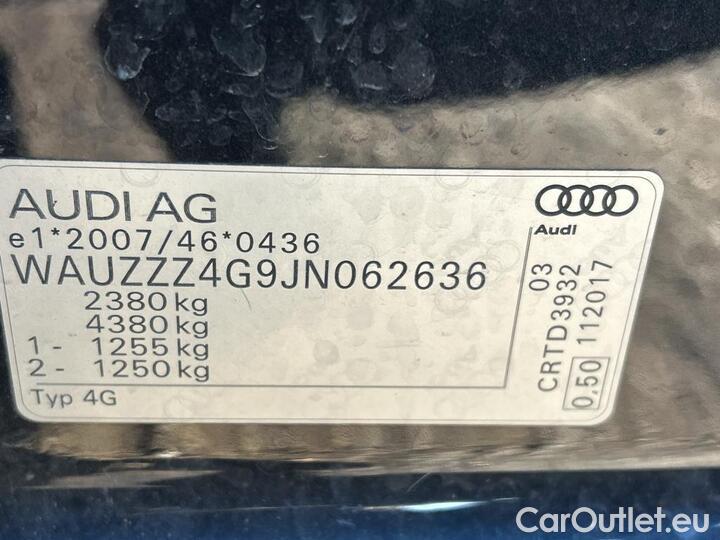 AUDI AG
Audi
e1*2007/46*0436
WAUZZZ4G9JN062636
2380 kg
4380 kg
1 - 1255 kg
2 - 1250 kg
Typ 4G
CRTD3932 03
0,50 112017
CarOutlet.eu